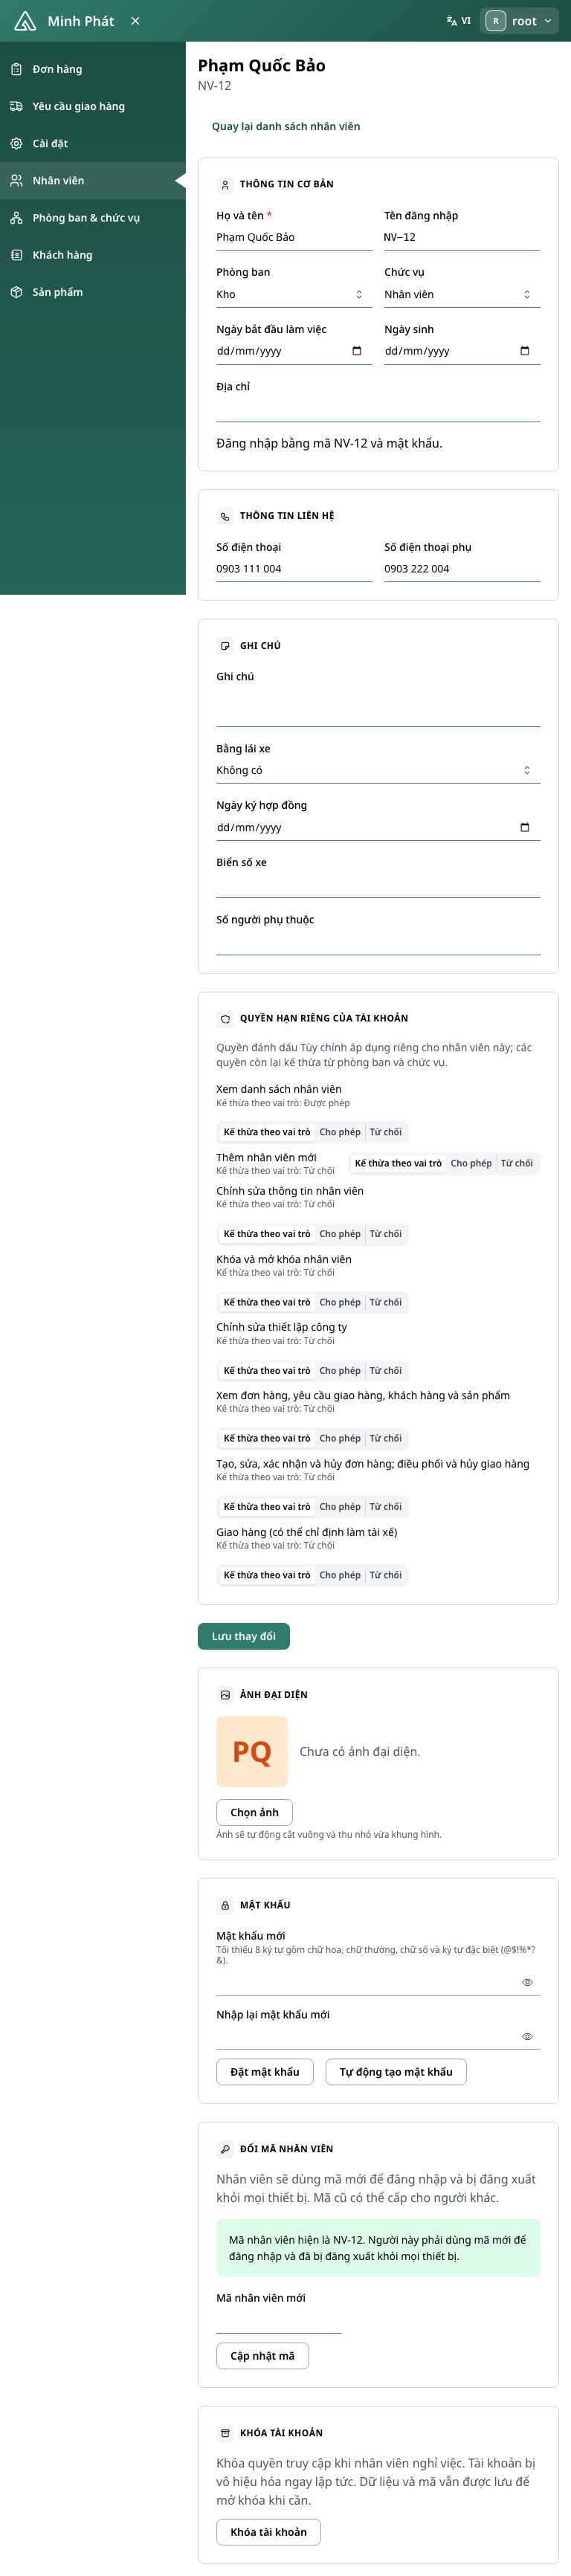 Minh Phát
VI
R
root
Đơn hàng
Yêu cầu giao hàng
Cài đặt
Nhân viên
Phòng ban & chức vụ
Khách hàng
Sản phẩm
Phạm Quốc Bảo
NV-12
Quay lại danh sách nhân viên
THÔNG TIN CƠ BẢN
Họ và tên *
Tên đăng nhập
Phạm Quốc Bảo
NV-12
Phòng ban
Chức vụ
Kho
Nhân viên
Ngày bắt đầu làm việc
Ngày sinh
dd/mm/yyyy
dd/mm/yyyy
Địa chỉ
Đăng nhập bằng mã NV-12 và mật khẩu.
THÔNG TIN LIÊN HỆ
Số điện thoại
Số điện thoại phụ
0903 111 004
0903 222 004
GHI CHÚ
Ghi chú
Bằng lái xe
Không có
Ngày ký hợp đồng
dd/mm/yyyy
Biển số xe
Số người phụ thuộc
QUYỀN HẠN RIÊNG CỦA TÀI KHOẢN
Quyền đánh dấu Tùy chỉnh áp dụng riêng cho nhân viên này; các
quyền còn lại kế thừa từ phòng ban và chức vụ.
Xem danh sách nhân viên
Kế thừa theo vai trò: Được phép
Kế thừa theo vai trò Cho phép Từ chối
Thêm nhân viên mới
Kế thừa theo vai trò: Từ chối
Kế thừa theo vai trò Cho phép Từ chối
Chỉnh sửa thông tin nhân viên
Kế thừa theo vai trò: Từ chối
Kế thừa theo vai trò Cho phép Từ chối
Khóa và mở khóa nhân viên
Kế thừa theo vai trò: Từ chối
Kế thừa theo vai trò Cho phép Từ chối
Chỉnh sửa thiết lập công ty
Kế thừa theo vai trò: Từ chối
Kế thừa theo vai trò Cho phép Từ chối
Xem đơn hàng, yêu cầu giao hàng, khách hàng và sản phẩm
Kế thừa theo vai trò: Từ chối
Kế thừa theo vai trò Cho phép Từ chối
Tạo, sửa, xác nhận và hủy đơn hàng; điều phối và hủy giao hàng
Kế thừa theo vai trò: Từ chối
Kế thừa theo vai trò Cho phép Từ chối
Giao hàng (có thể chỉ định làm tài xế)
Kế thừa theo vai trò: Từ chối
Kế thừa theo vai trò Cho phép Từ chối
Lưu thay đổi
ẢNH ĐẠI DIỆN
PQ
Chưa có ảnh đại diện.
Chọn ảnh
Ảnh sẽ tự động cắt vuông và thu nhỏ vừa khung hình.
MẬT KHẨU
Mật khẩu mới
Tối thiểu 8 ký tự gồm chữ hoa, chữ thường, chữ số và ký tự đặc biệt (@$!%*?
&).
Nhập lại mật khẩu mới
Đặt mật khẩu
Tự động tạo mật khẩu
ĐỔI MÃ NHÂN VIÊN
Nhân viên sẽ dùng mã mới để đăng nhập và bị đăng xuất
khỏi mọi thiết bị. Mã cũ có thể cấp cho người khác.
Mã nhân viên hiện là NV-12. Người này phải dùng mã mới để
đăng nhập và đã bị đăng xuất khỏi mọi thiết bị.
Mã nhân viên mới
Cập nhật mã
KHÓA TÀI KHOẢN
Khóa quyền truy cập khi nhân viên nghỉ việc. Tài khoản bị
vô hiệu hóa ngay lập tức. Dữ liệu và mã vẫn được lưu để
mở khóa khi cần.
Khóa tài khoản